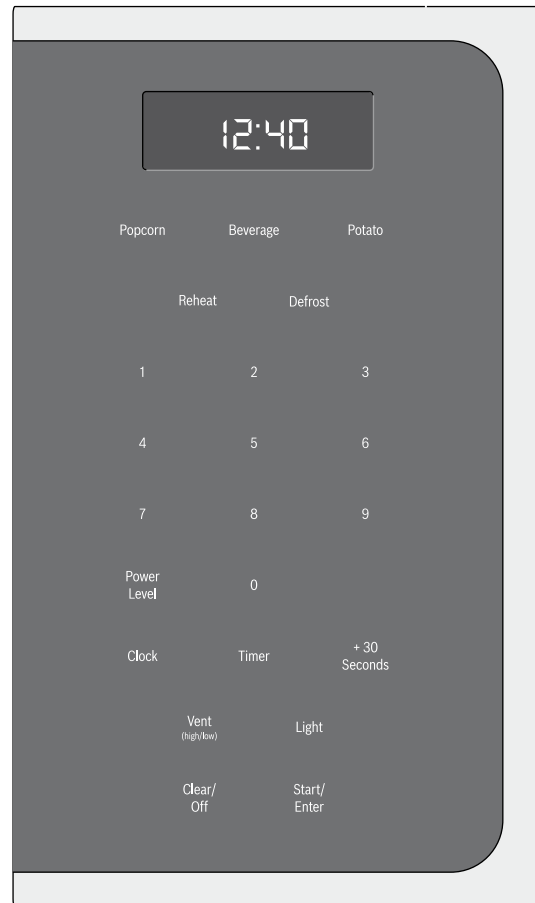 12:40
Popcorn Beverage Potato
Reheat Defrost
1 2 3
4 5 6
7 8 9
Power
Level
0
Clock Timer
+ 30
Seconds
Vent
(high/low)
Light
Clear/
Off
Start/
Enter